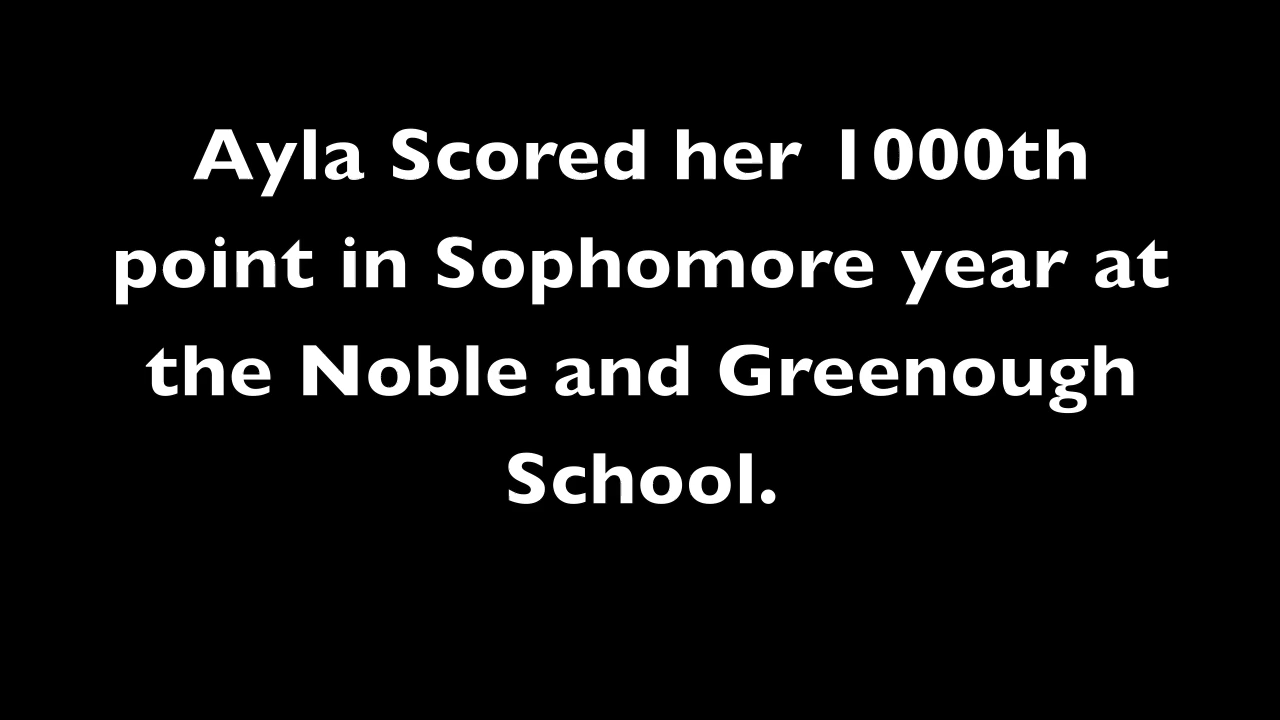 Ayla Scored her 1000th
point in Sophomore year at
the Noble and Greenough
School.